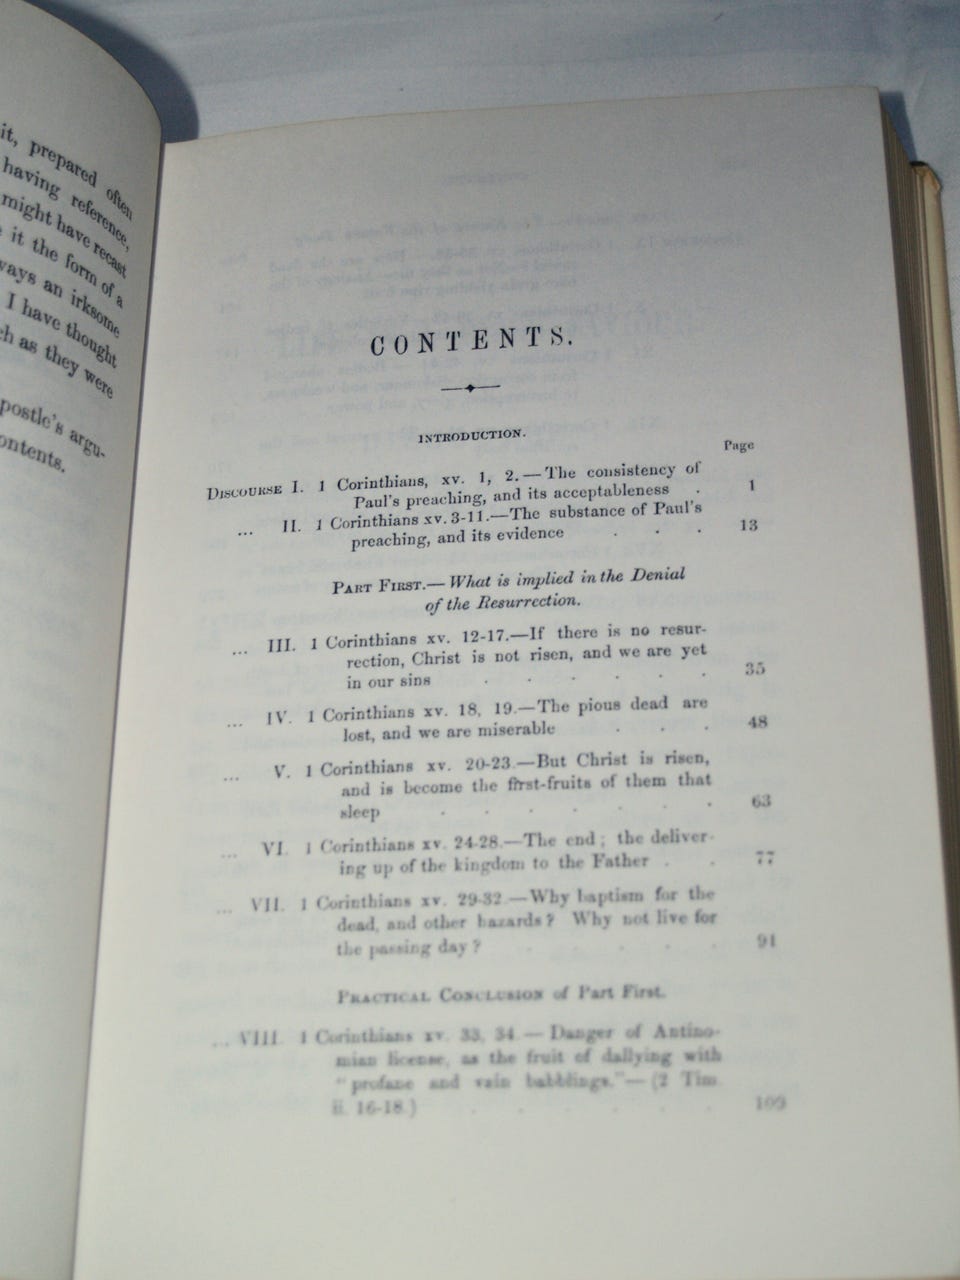 it, prepared often
having reference,
might have recast
it the form of a
ways an irksome
I have thought
ch as they were
postle's argu-
ontents.
CONTENTS.
INTRODUCTION.
Page
DISCOURSE I. 1 Corinthians, xv. 1, 2.—The consistency of
Paul's preaching, and its acceptableness . 1
... II. 1 Corinthians xv. 3-11.—The substance of Paul's
preaching, and its evidence . . . 13
PART FIRST.—What is implied in the Denial
of the Resurrection.
... III. 1 Corinthians xv. 12-17.—If there is no resur-
rection, Christ is not risen, and we are yet
in our sins . . . . . . 35
... IV. 1 Corinthians xv. 18, 19.—The pious dead are
lost, and we are miserable . . . 48
... V. 1 Corinthians xv. 20-23.—But Christ is risen,
and is become the first-fruits of them that
sleep . . . . . . . 63
... VI. 1 Corinthians xv. 24-28.—The end; the deliver-
ing up of the kingdom to the Father . . 77
... VII. 1 Corinthians xv. 29-32.—Why baptism for the
dead, and other hazards? Why not live for
the passing day? . . . . . 91
PRACTICAL CONCLUSION of Part First.
... VIII. 1 Corinthians xv. 33, 34.—Danger of Antino-
mian license, as the fruit of dallying with
"profane and vain babblings."—(2 Tim.
ii. 16-18.) . . . . . . 109